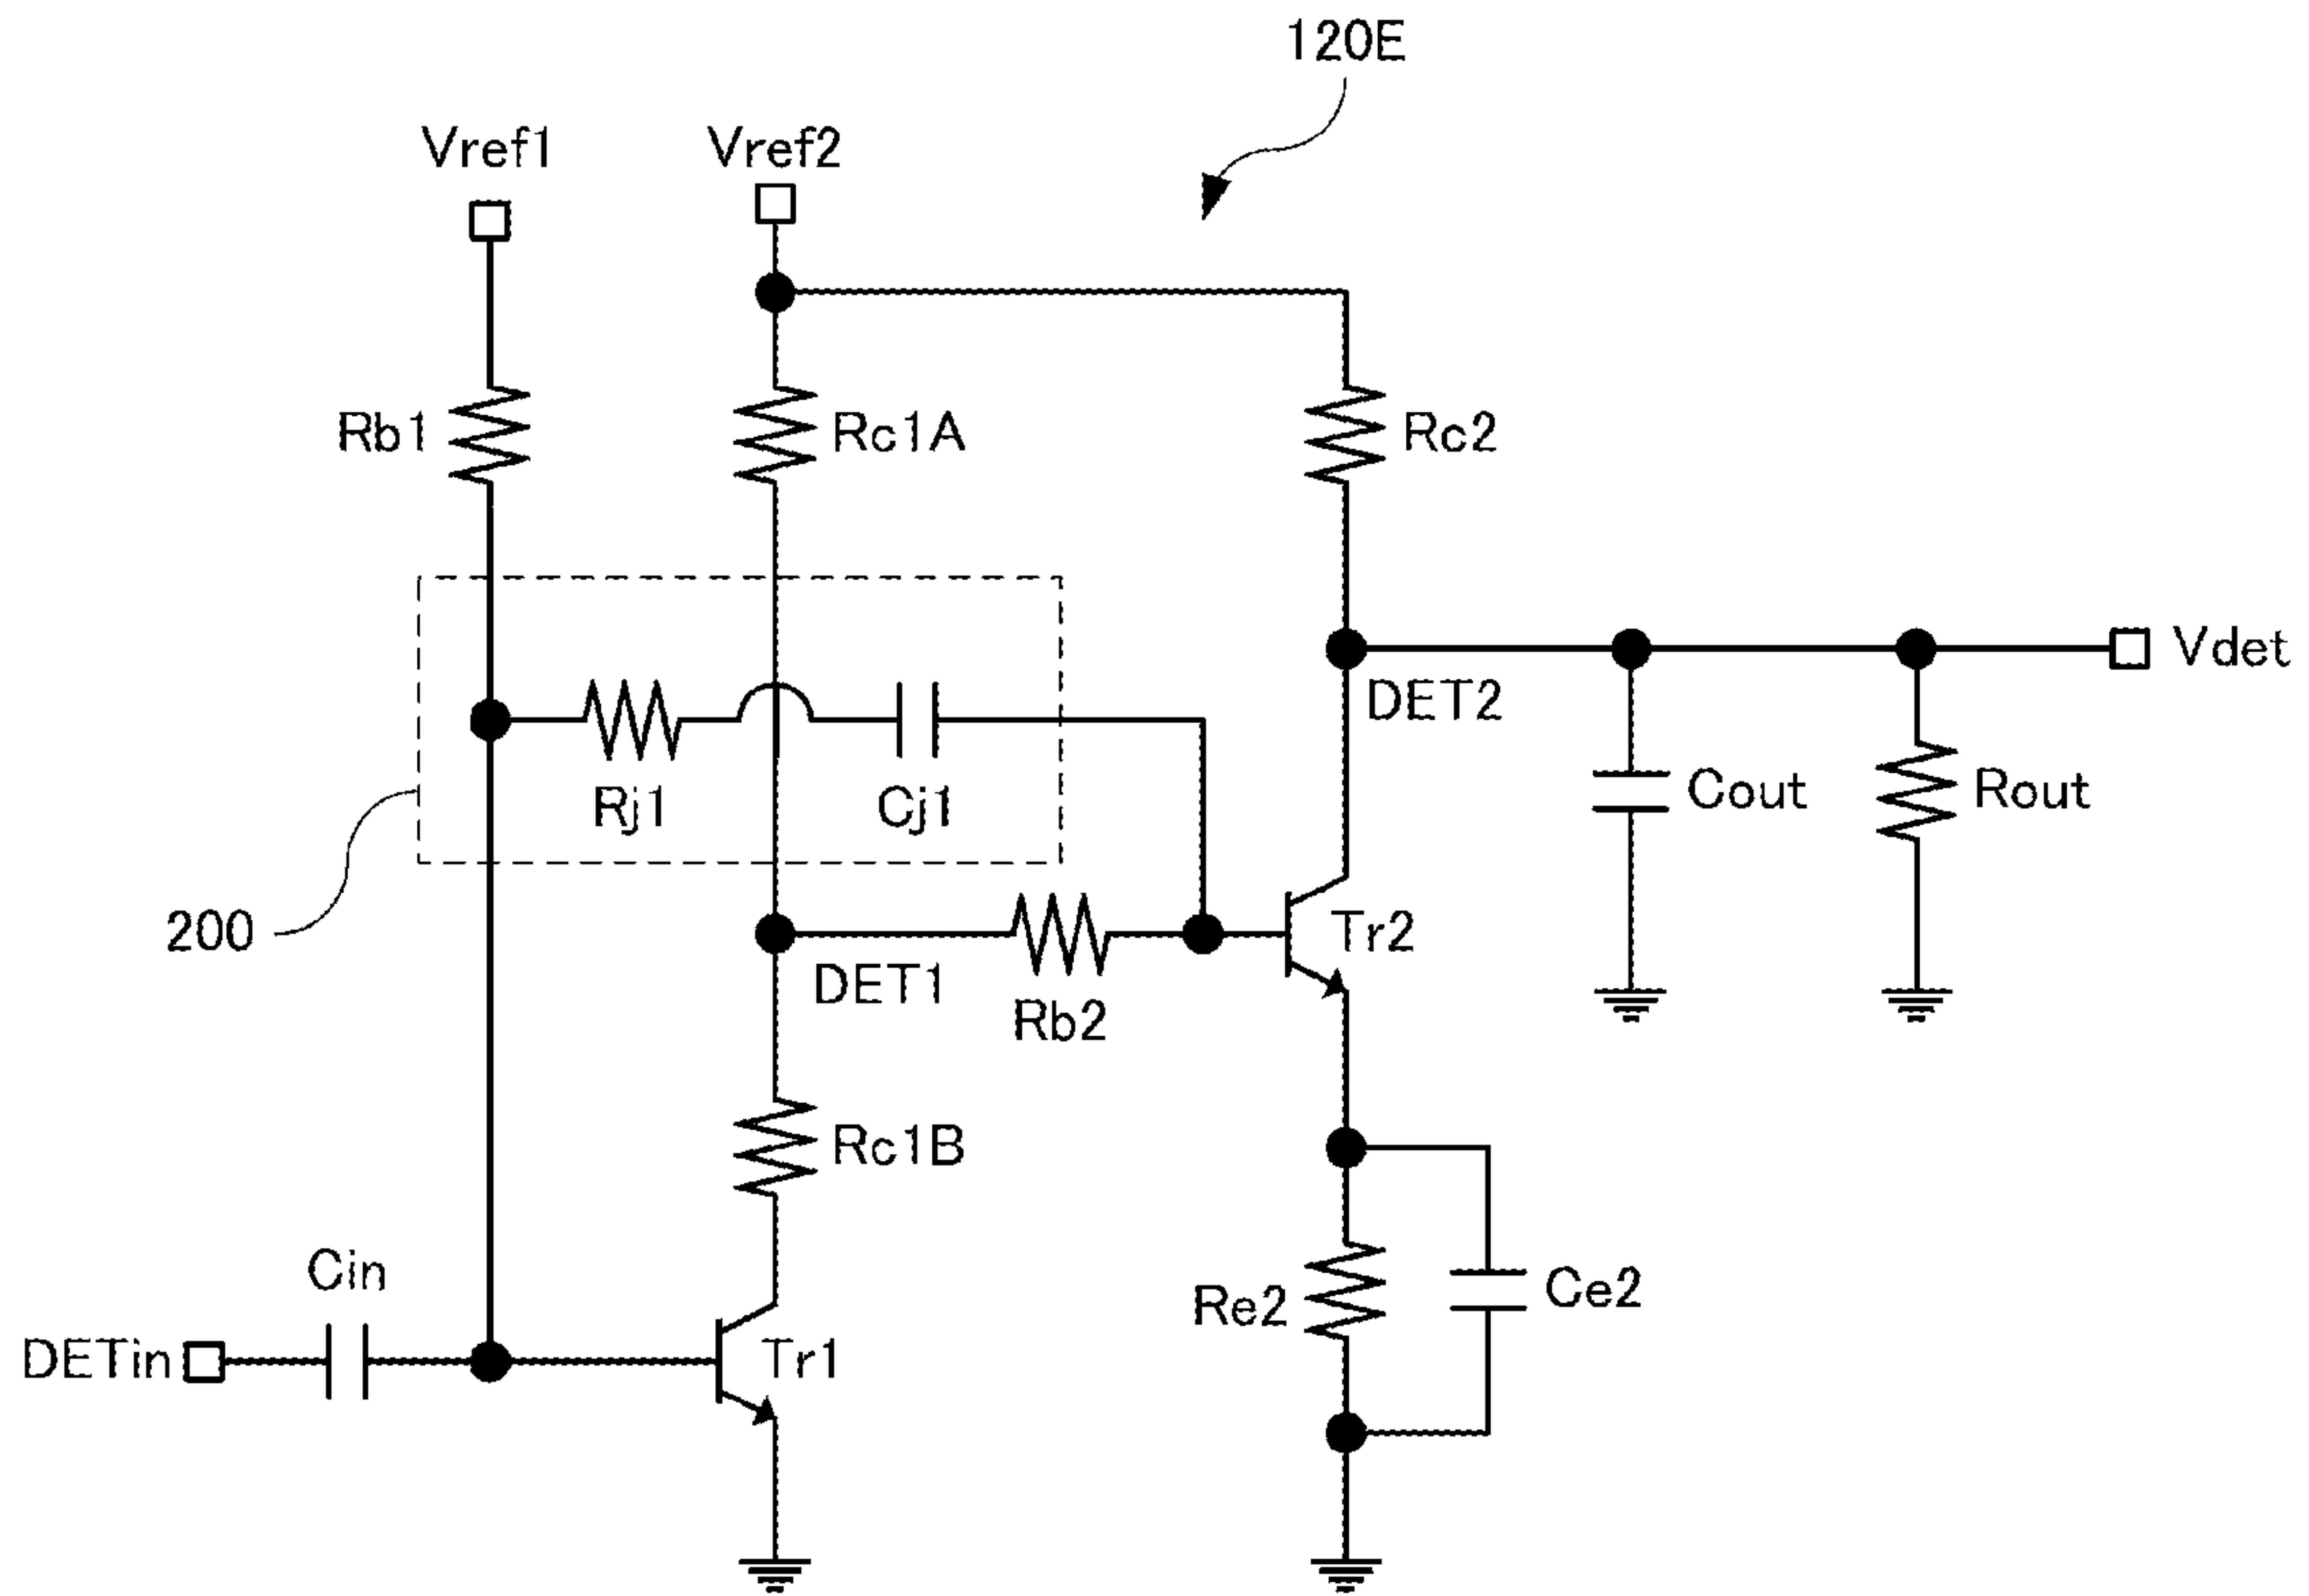 120E
Vref1
Vref2
Rb1
Rc1A
Rc2
Vdet
DET2
Rj1
Cj1
Cout
Rout
200
Tr2
DET1
Rb2
Rc1B
Cin
Re2
Ce2
DETin
Tr1